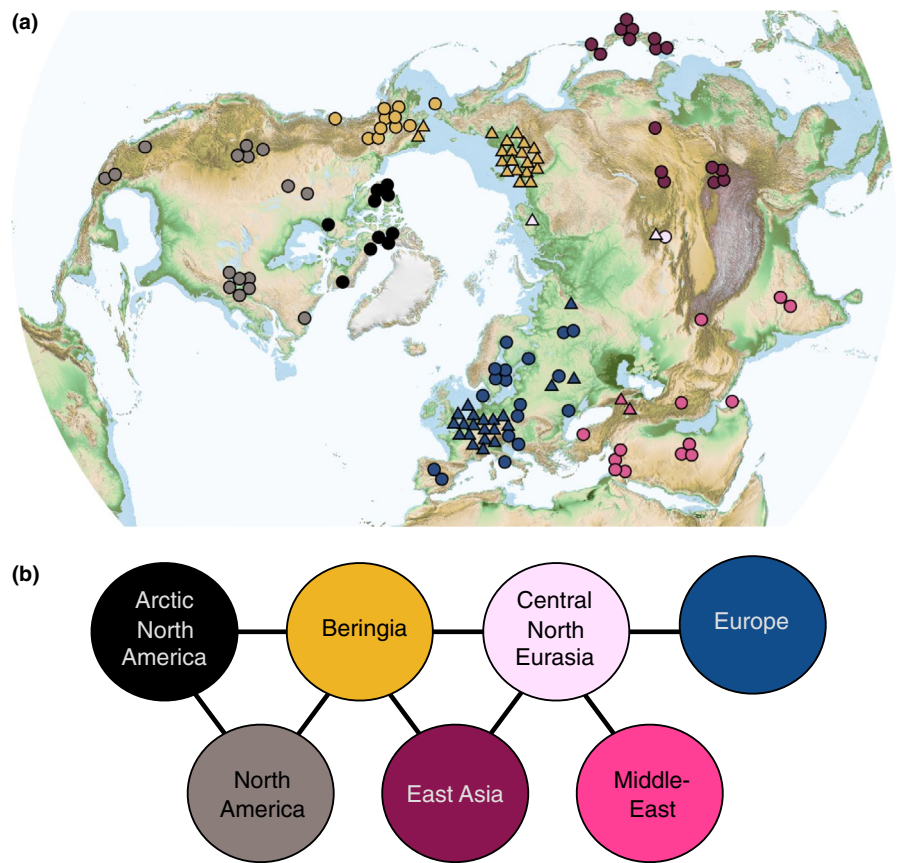 (a)
(b)
Arctic
North
America
Beringia
Central
North
Eurasia
Europe
North
America
East Asia
Middle-
East